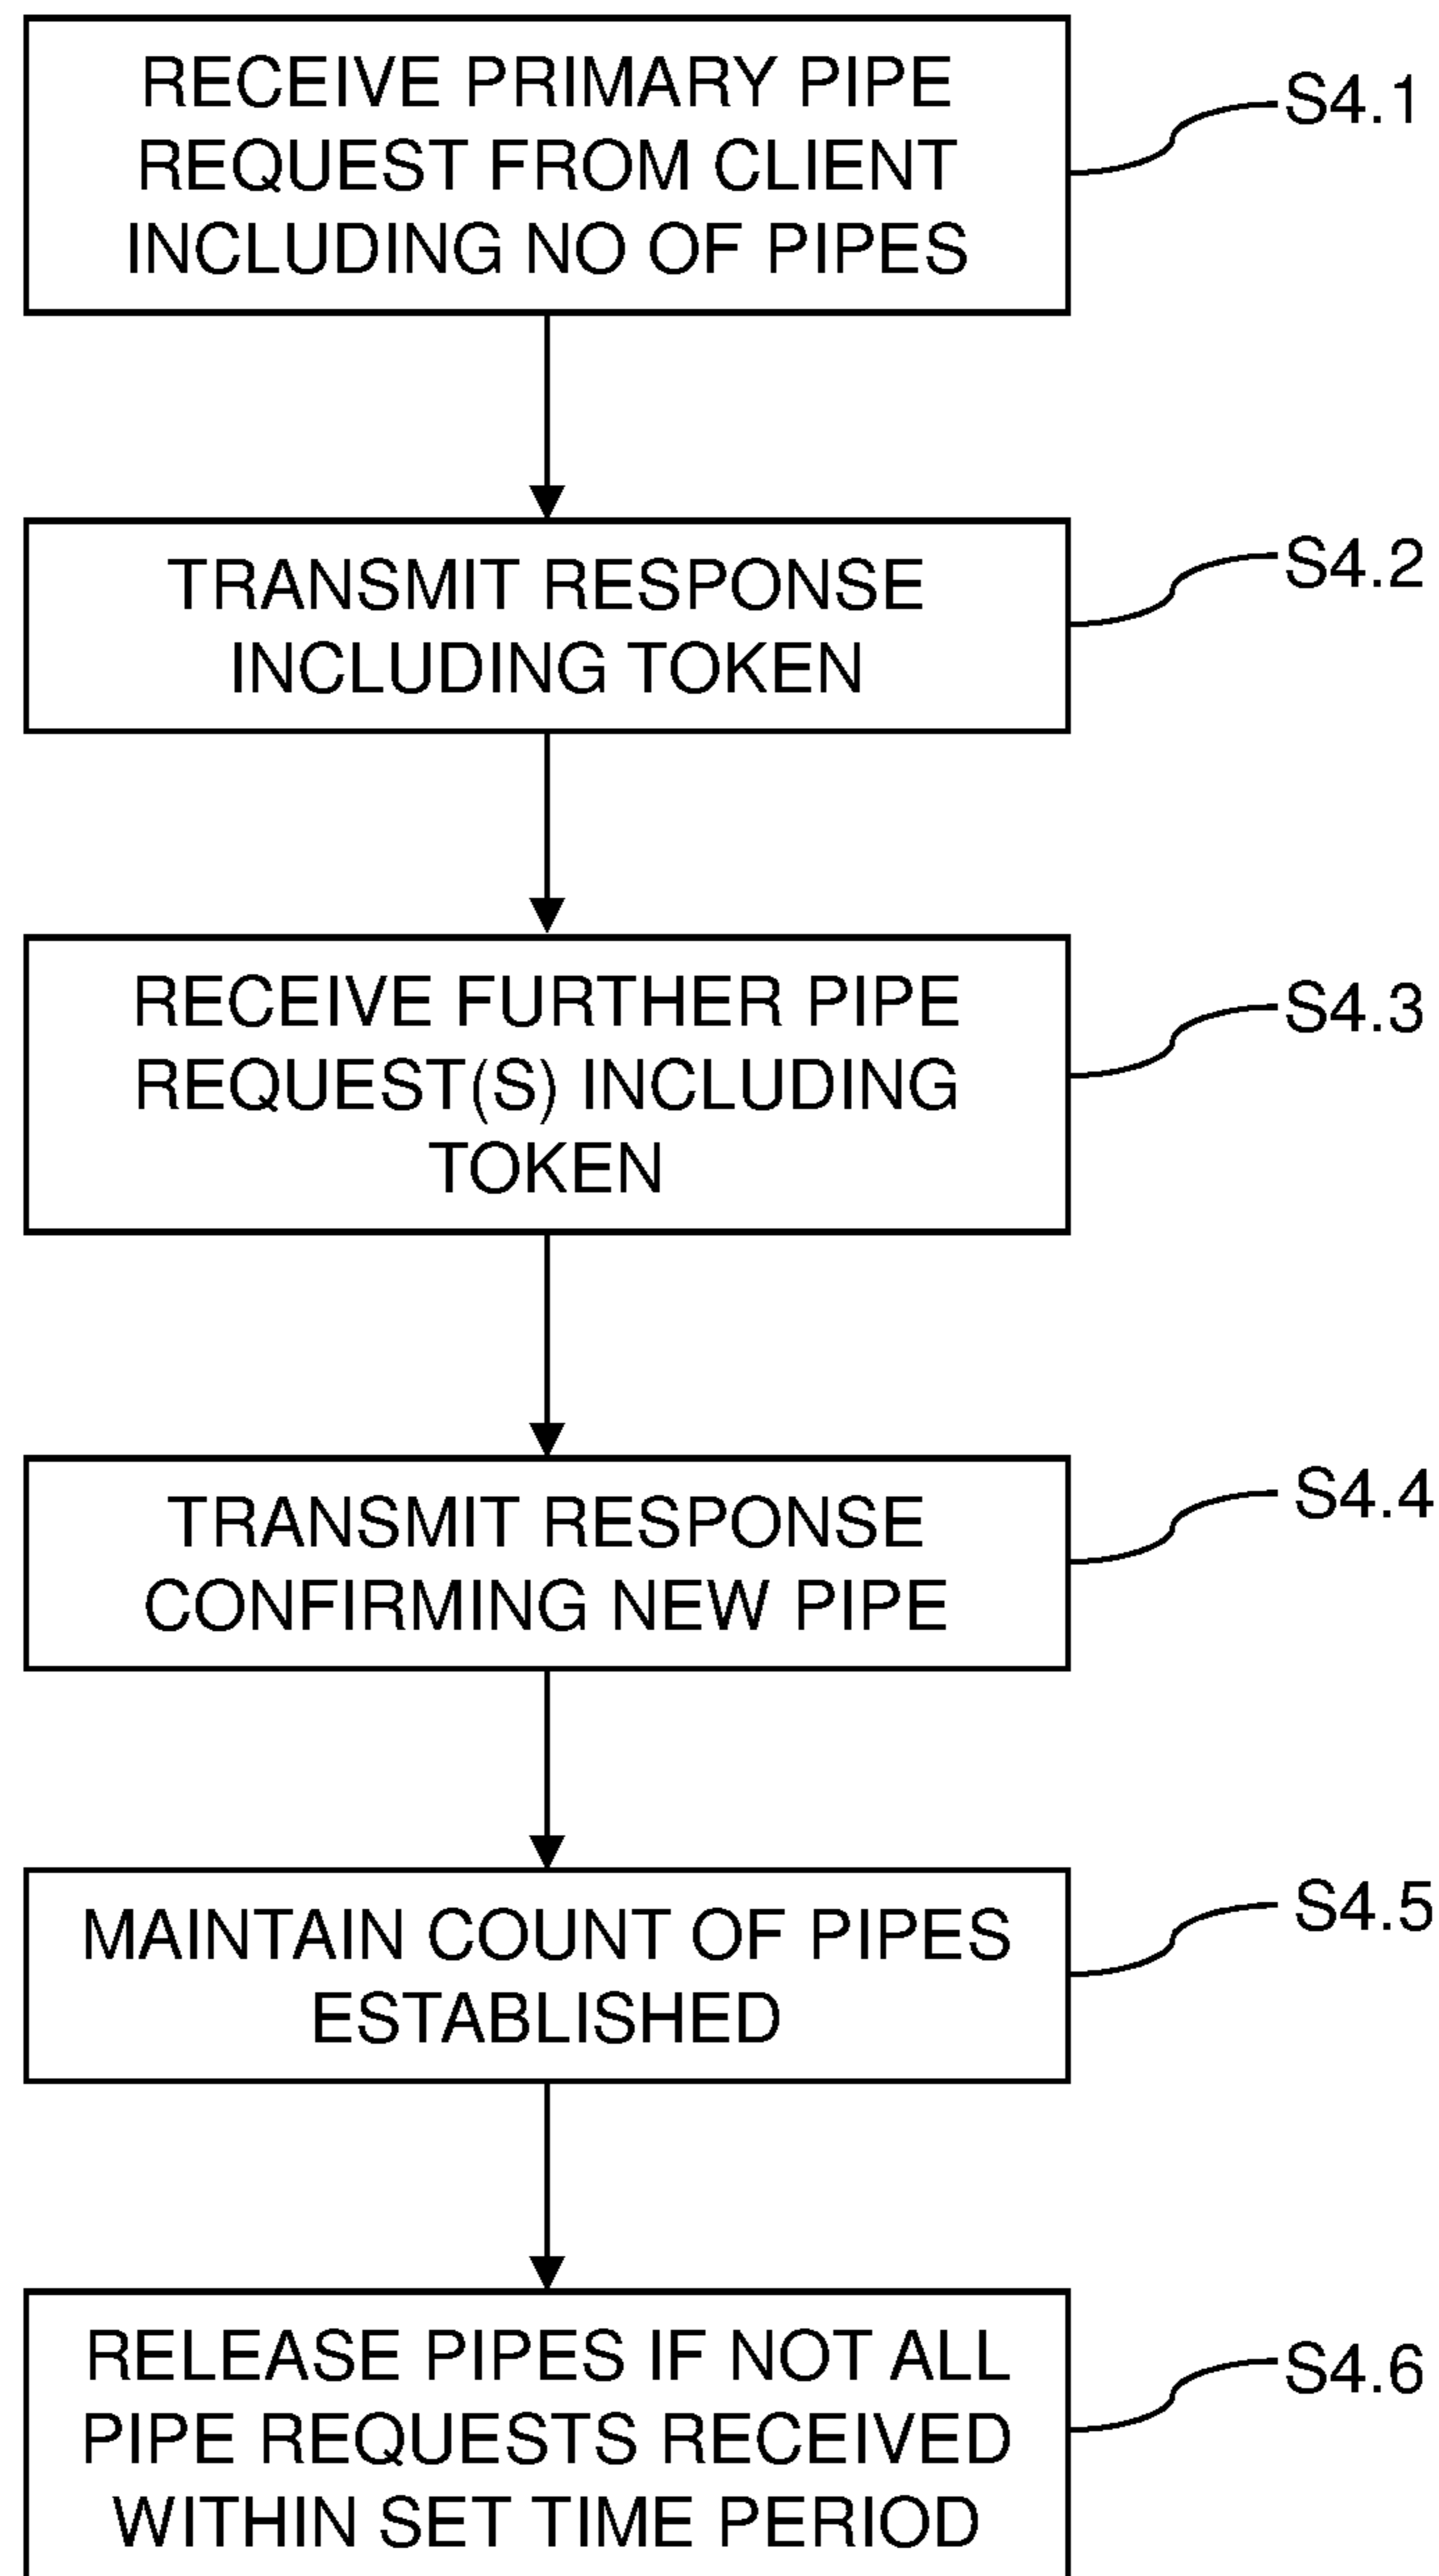 RECEIVE PRIMARY PIPE
REQUEST FROM CLIENT
INCLUDING NO OF PIPES
S4.1
TRANSMIT RESPONSE
INCLUDING TOKEN
S4.2
RECEIVE FURTHER PIPE
REQUEST(S) INCLUDING
TOKEN
S4.3
TRANSMIT RESPONSE
CONFIRMING NEW PIPE
S4.4
MAINTAIN COUNT OF PIPES
ESTABLISHED
S4.5
RELEASE PIPES IF NOT ALL
PIPE REQUESTS RECEIVED
WITHIN SET TIME PERIOD
S4.6